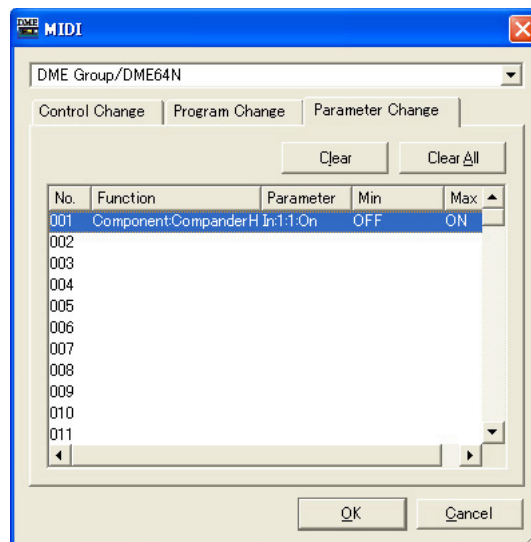 DME MIDI
DME Group/DME64N
Control Change Program Change Parameter Change
Clear Clear All
No. Function Parameter Min Max
001 Component:CompanderH In:1:1:On OFF ON
002
003
004
005
006
007
008
009
010
011
OK Cancel